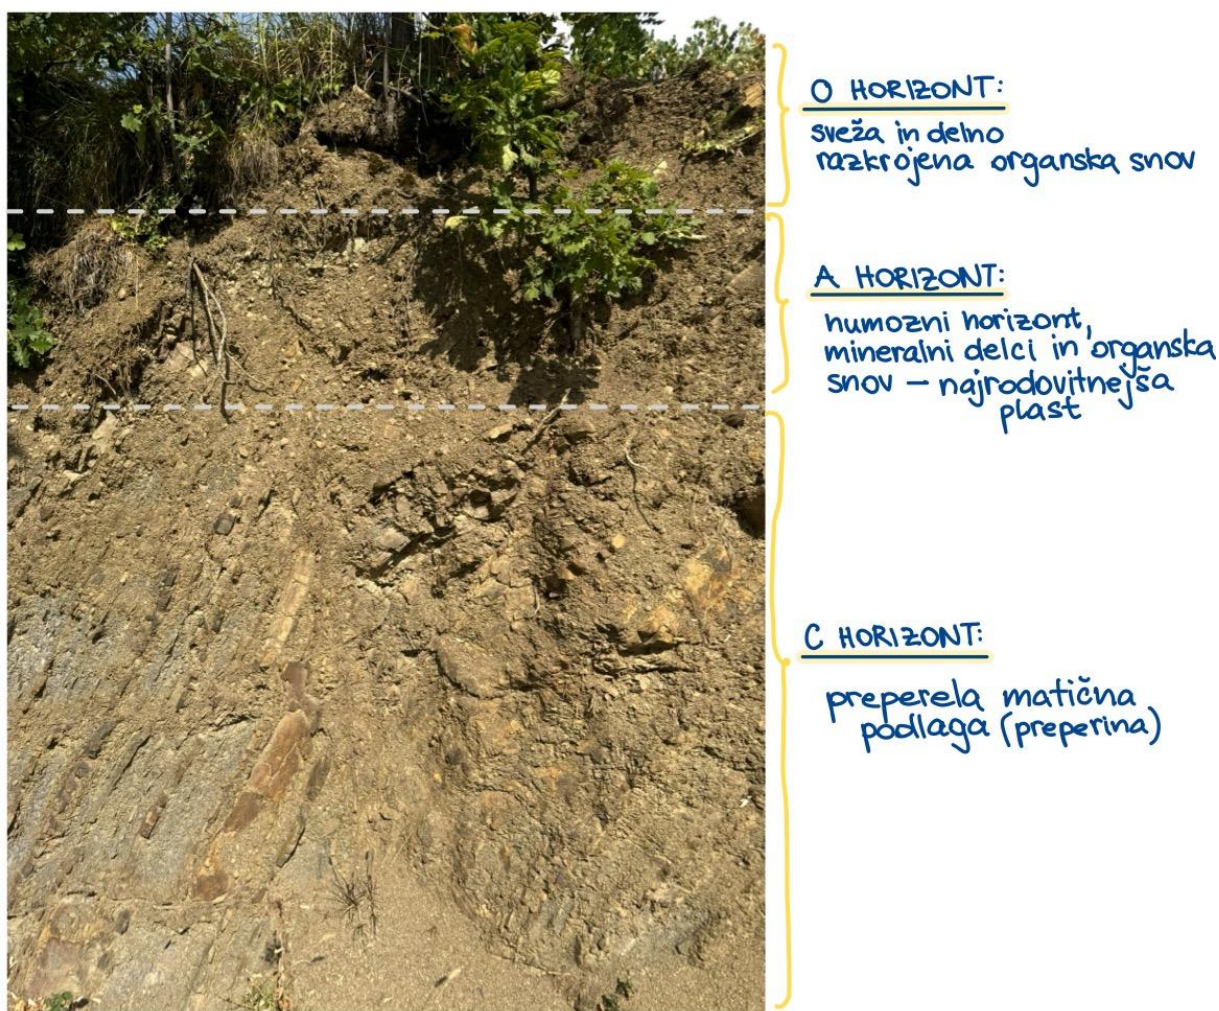 O HORIZONT:
sveža in delno
razkrojena organska snov
A HORIZONT:
humozni horizont,
mineralni delci in organska
snov – najrodovitnejša
plast
C HORIZONT:
preperela matična
podlaga (preperina)